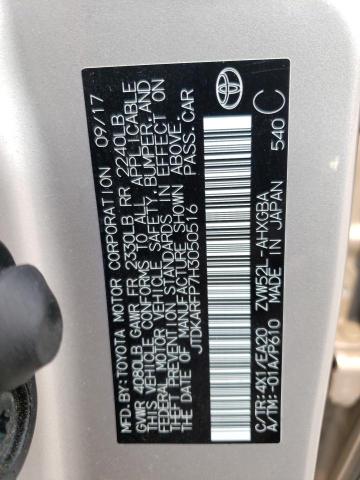 MFD.BY:TOYOTA MOTOR CORPORATION 09/17
GVWR 4080LB GAWR FR 2330LB RR 2240LB
THIS VEHICLE CONFORMS TO ALL APPLICABLE
FEDERAL MOTOR VEHICLE SAFETY,BUMPER,AND
THEFT PREVENTION STANDARDS IN EFFECT ON
THE DATE OF MANUFACTURE SHOWN ABOVE.
JTDKARFP9H3050516 PASS.CAR
C/TR:4X1/EA20 ZVW52L-AHXGBA
A/TM:-01A/P610 MADE IN JAPAN 540 C